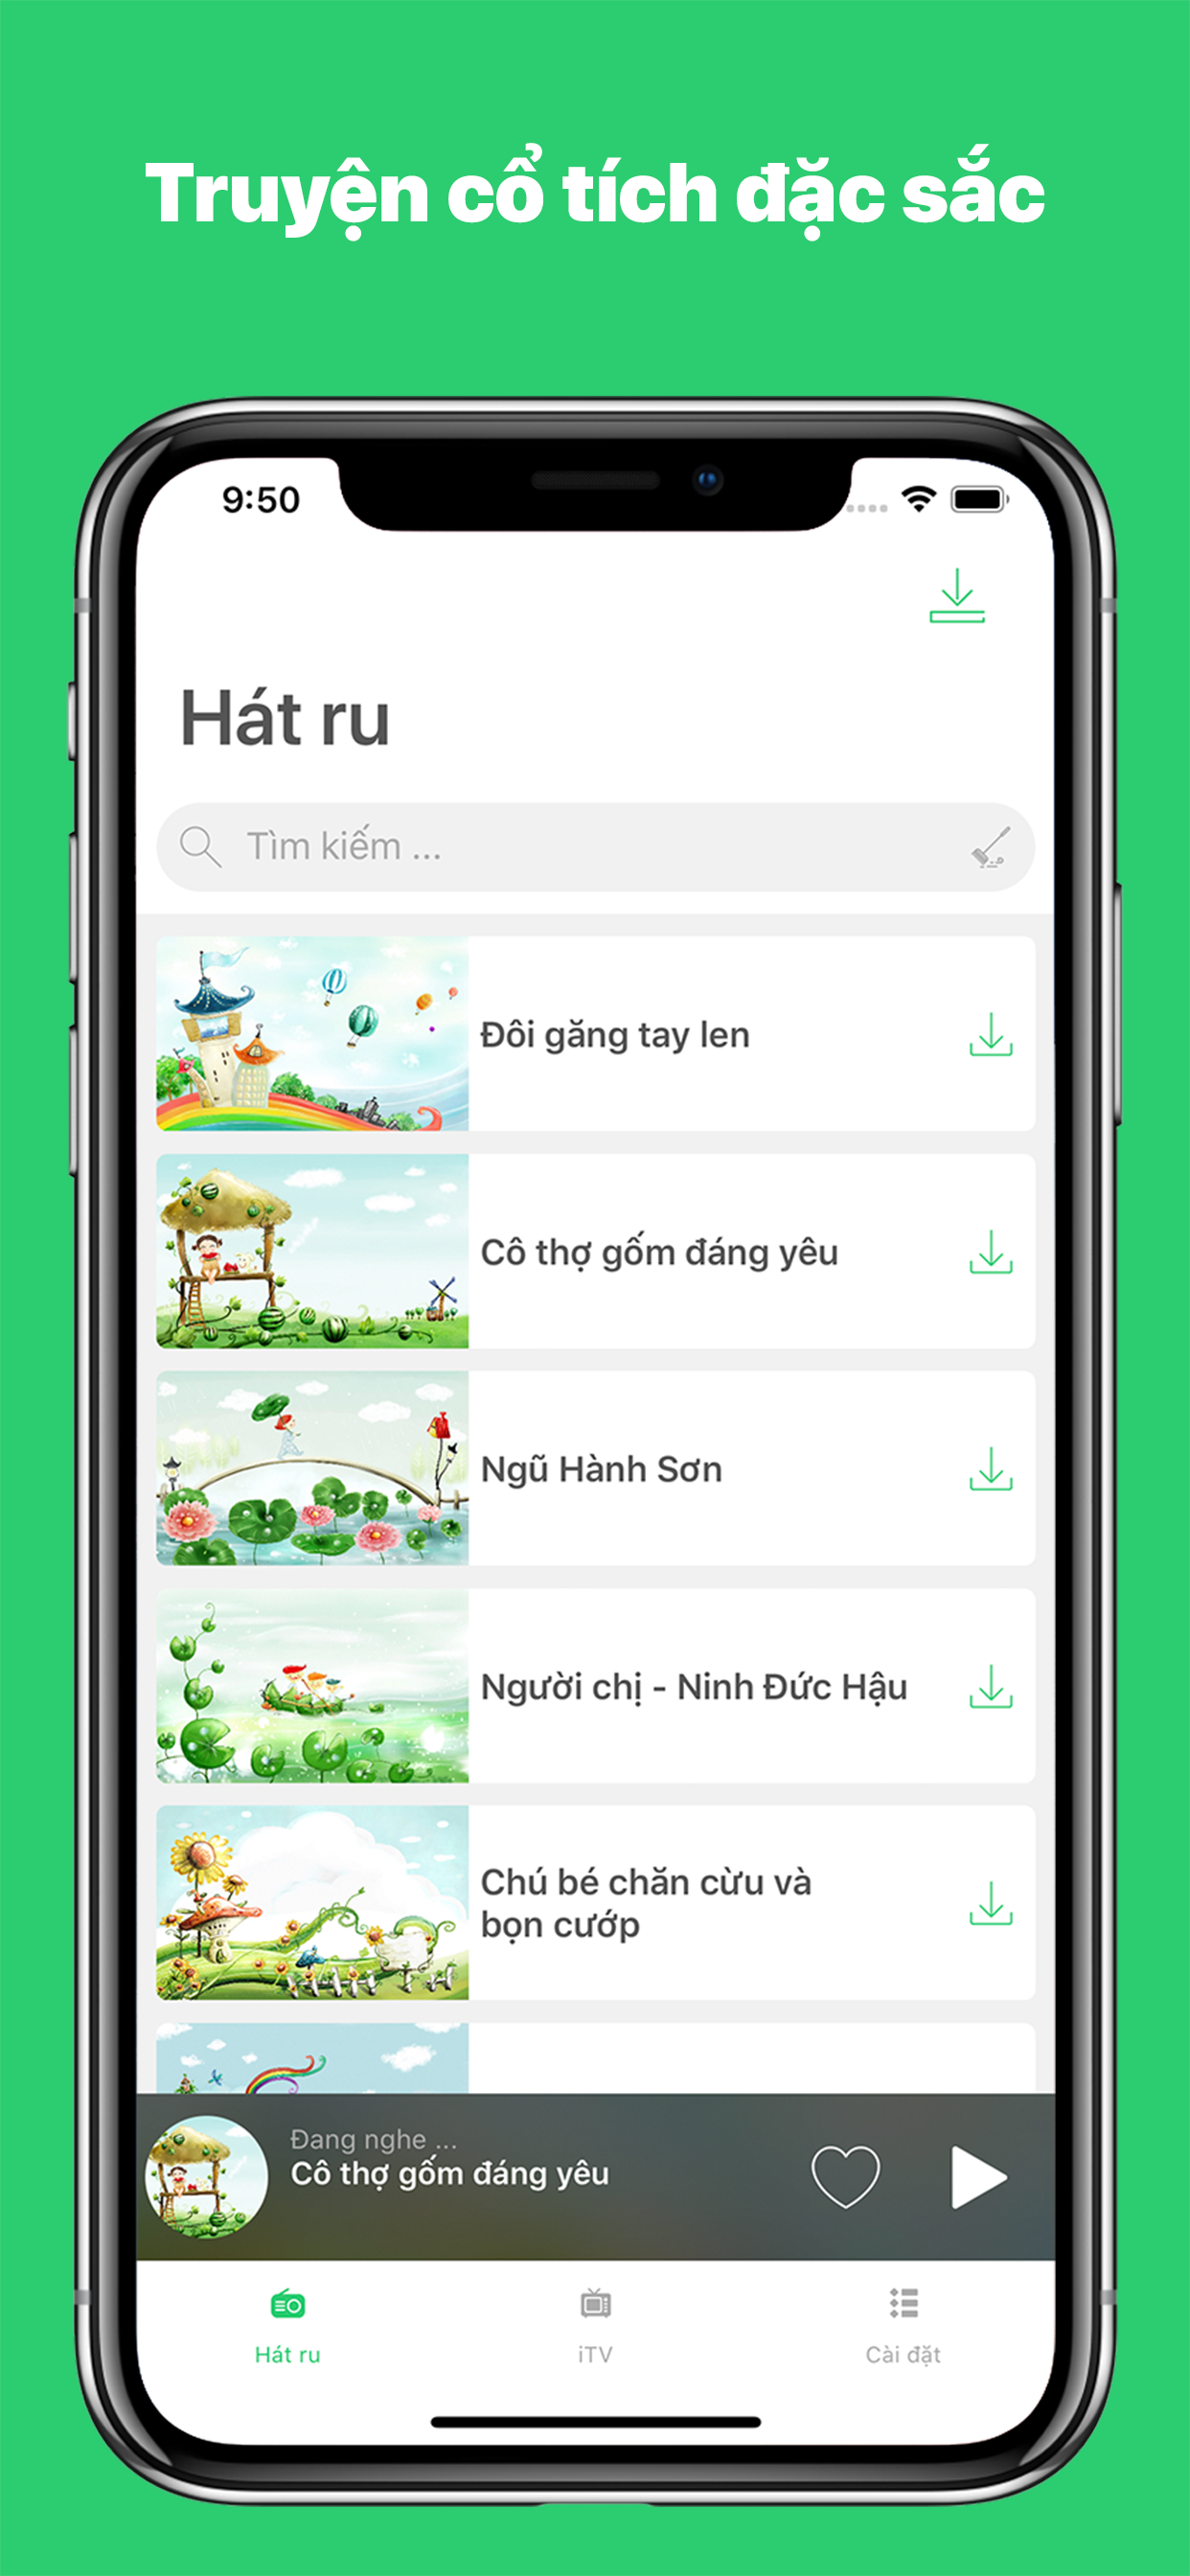 Truyện cổ tích đặc sắc
9:50
Hát ru
Tìm kiếm ...
Đôi găng tay len
Cô thợ gốm đáng yêu
Ngũ Hành Sơn
Người chị - Ninh Đức Hậu
Chú bé chăn cừu và
bọn cướp
Đang nghe ...
Cô thợ gốm đáng yêu
Hát ru
iTV
Cài đặt